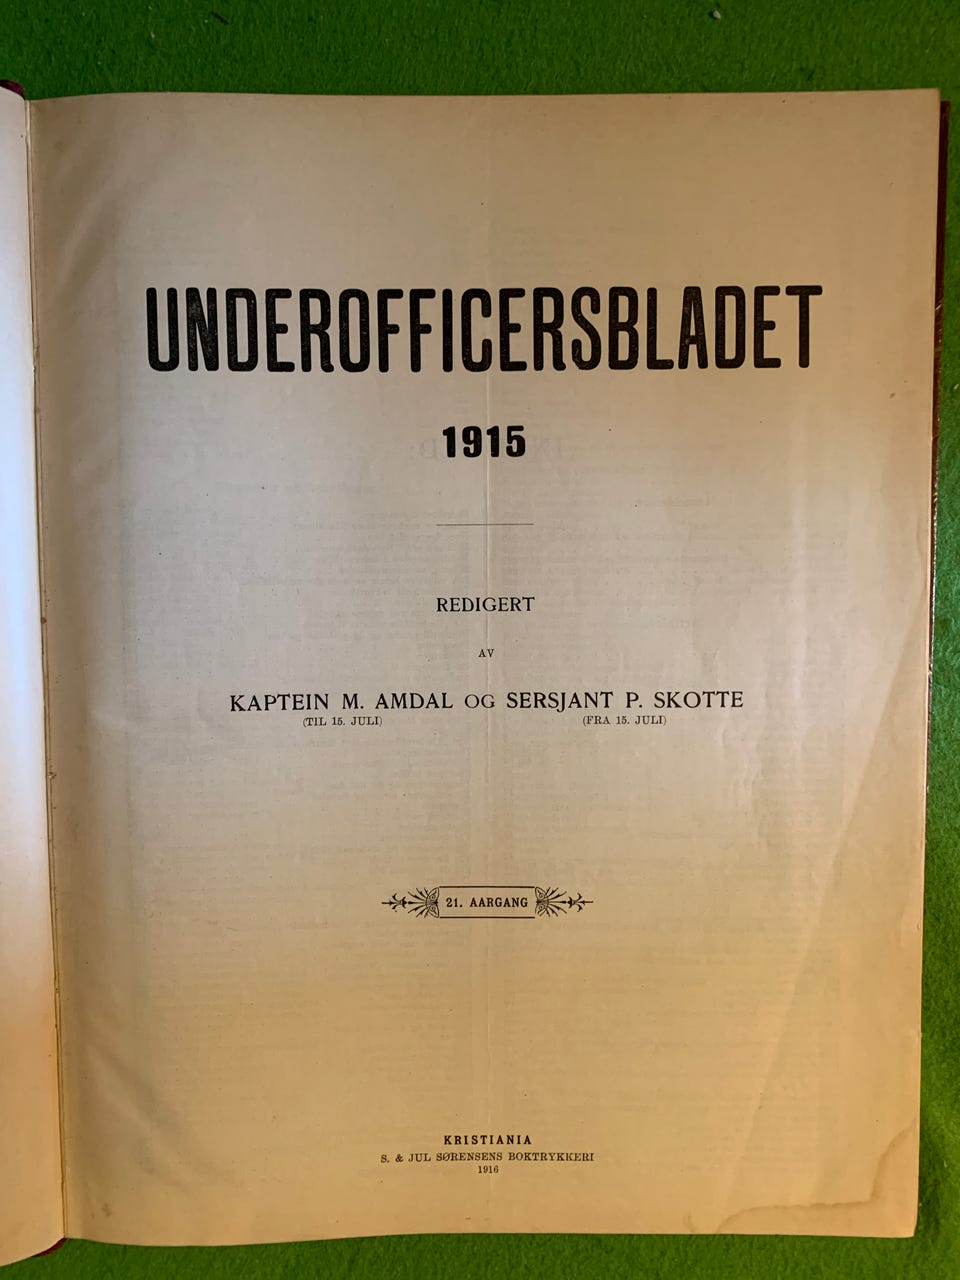 UNDEROFFICERSBLADET
1915
REDIGERT
AV
KAPTEIN M. AMDAL OG SERSJANT P. SKOTTE
(TIL 15. JULI) (FRA 15. JULI)
21. AARGANG
KRISTIANIA
S. & JUL SØRENSENS BOKTRYKKERI
1916